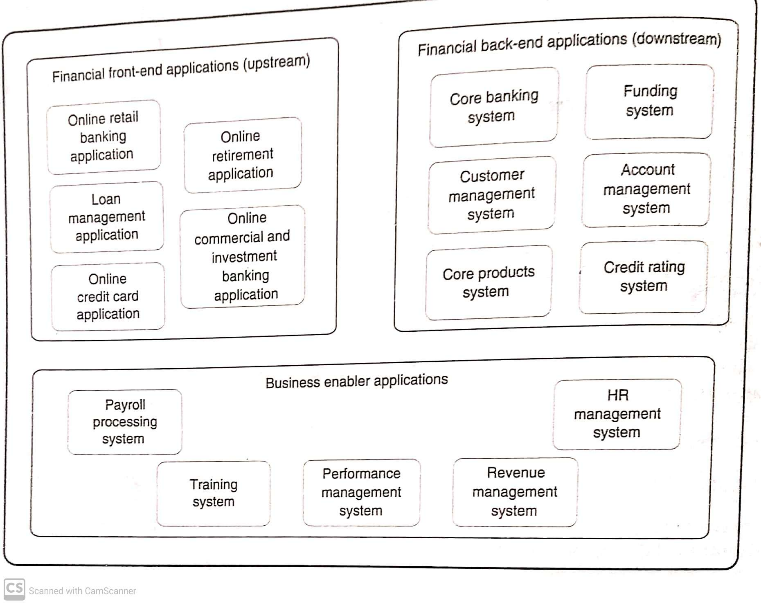 Financial front-end applications (upstream)
Online retail
banking
application
Online
retirement
application
Loan
management
application
Online
commercial and
investment
banking
application
Online
credit card
application
Financial back-end applications (downstream)
Core banking
system
Funding
system
Customer
management
system
Account
management
system
Core products
system
Credit rating
system
Business enabler applications
Payroll
processing
system
HR
management
system
Training
system
Performance
management
system
Revenue
management
system
CS Scanned with CamScanner